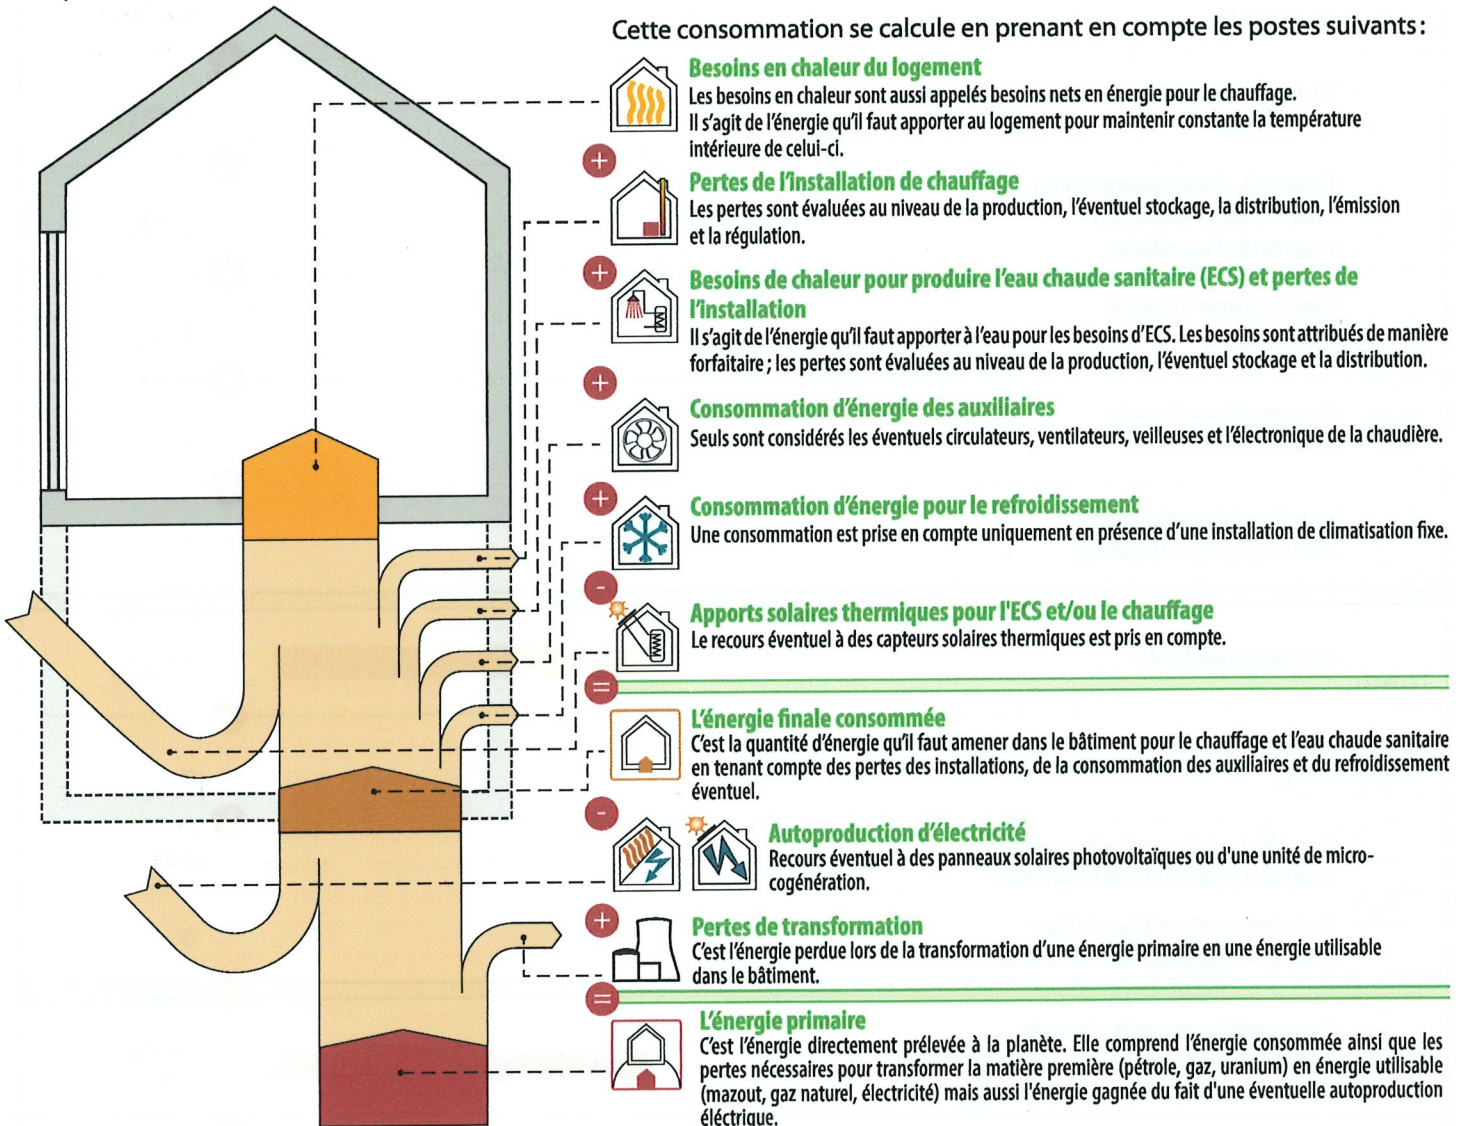 Cette consommation se calcule en prenant en compte les postes suivants :
Besoins en chaleur du logement
Les besoins en chaleur sont aussi appelés besoins nets en énergie pour le chauffage.
Il s'agit de l'énergie qu'il faut apporter au logement pour maintenir constante la température
intérieure de celui-ci.
+
Pertes de l'installation de chauffage
Les pertes sont évaluées au niveau de la production, l'éventuel stockage, la distribution, l'émission
et la régulation.
+
Besoins de chaleur pour produire l'eau chaude sanitaire (ECS) et pertes de
l'installation
Il s'agit de l'énergie qu'il faut apporter à l'eau pour les besoins d'ECS. Les besoins sont attribués de manière
forfaitaire ; les pertes sont évaluées au niveau de la production, l'éventuel stockage et la distribution.
+
Consommation d'énergie des auxiliaires
Seuls sont considérés les éventuels circulateurs, ventilateurs, veilleuses et l'électronique de la chaudière.
+
Consommation d'énergie pour le refroidissement
Une consommation est prise en compte uniquement en présence d'une installation de climatisation fixe.
-
Apports solaires thermiques pour l'ECS et/ou le chauffage
Le recours éventuel à des capteurs solaires thermiques est pris en compte.
=
L'énergie finale consommée
C'est la quantité d'énergie qu'il faut amener dans le bâtiment pour le chauffage et l'eau chaude sanitaire
en tenant compte des pertes des installations, de la consommation des auxiliaires et du refroidissement
éventuel.
-
Autoproduction d'électricité
Recours éventuel à des panneaux solaires photovoltaïques ou d'une unité de micro-
cogénération.
+
Pertes de transformation
C'est l'énergie perdue lors de la transformation d'une énergie primaire en une énergie utilisable
dans le bâtiment.
=
L'énergie primaire
C'est l'énergie directement prélevée à la planète. Elle comprend l'énergie consommée ainsi que les
pertes nécessaires pour transformer la matière première (pétrole, gaz, uranium) en énergie utilisable
(mazout, gaz naturel, électricité) mais aussi l'énergie gagnée du fait d'une éventuelle autoproduction
éléctrique.